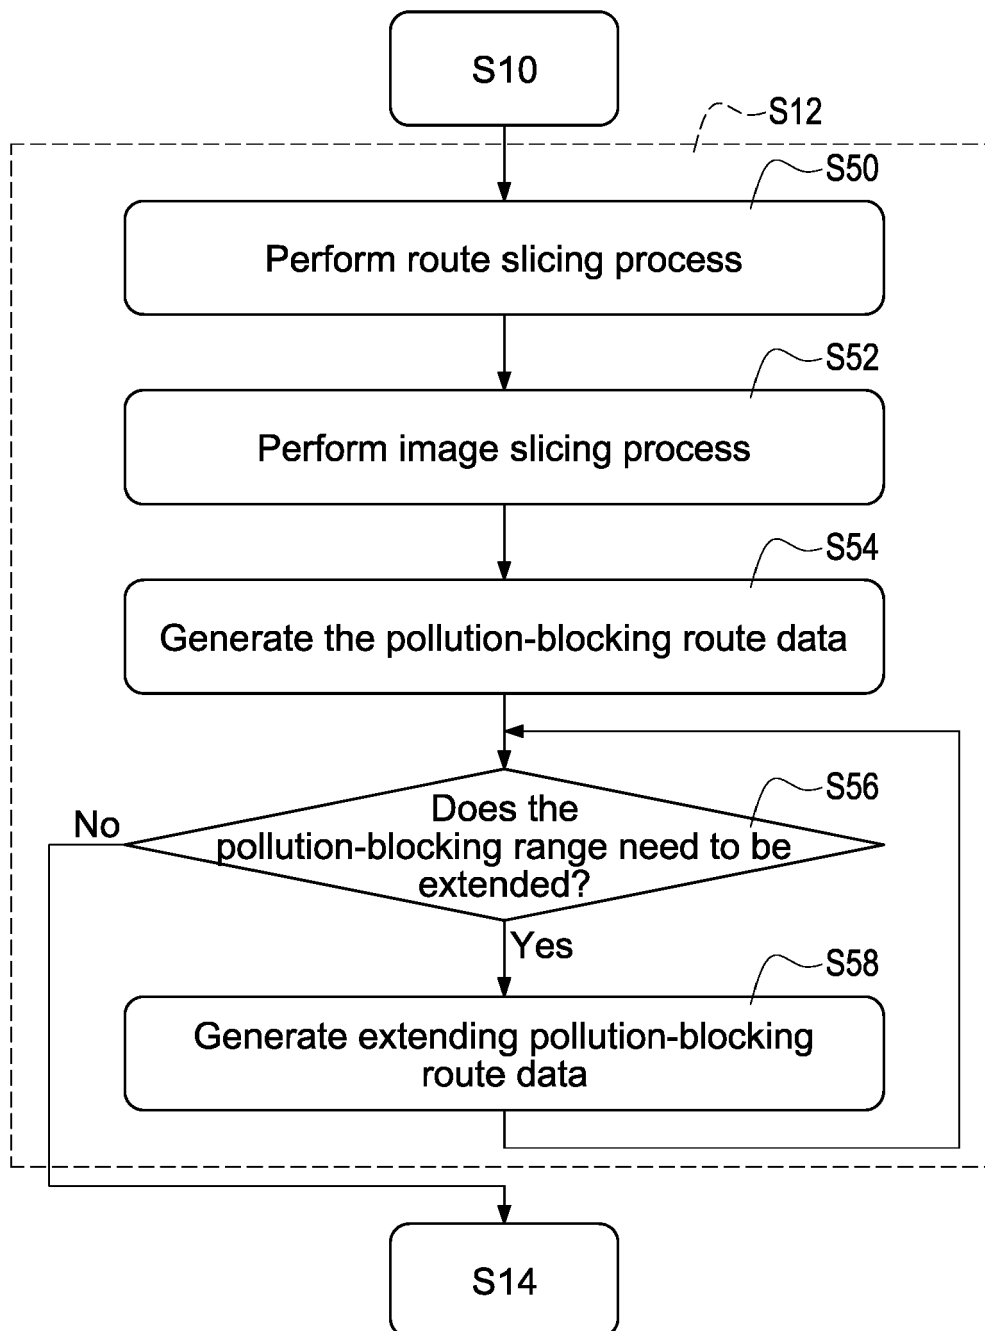 S10
S12
S50
Perform route slicing process
S52
Perform image slicing process
S54
Generate the pollution-blocking route data
S56
No
Does the
pollution-blocking range need to be
extended?
Yes
S58
Generate extending pollution-blocking
route data
S14